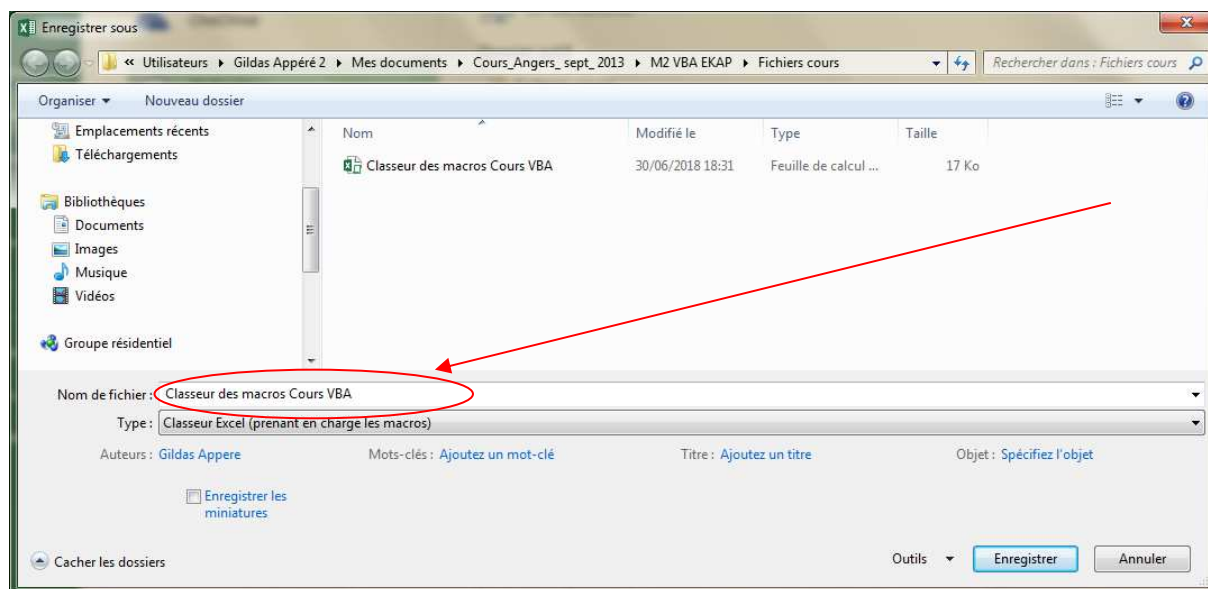 Enregistrer sous
« Utilisateurs Gildas Appéré 2 Mes documents Cours_Angers_ sept_ 2013 M2 VBA EKAP Fichiers cours Rechercher dans : Fichiers cours
Organiser Nouveau dossier
Emplacements récents
Téléchargements
Bibliothèques
Documents
Images
Musique
Vidéos
Groupe résidentiel
Nom Modifié le Type Taille
Classeur des macros Cours VBA 30/06/2018 18:31 Feuille de calcul ... 17 Ko
Nom de fichier : Classeur des macros Cours VBA
Type : Classeur Excel (prenant en charge les macros)
Auteurs : Gildas Appere Mots-clés : Ajoutez un mot-clé Titre : Ajoutez un titre Objet : Spécifiez l'objet
Enregistrer les
miniatures
Cacher les dossiers Outils Enregistrer Annuler